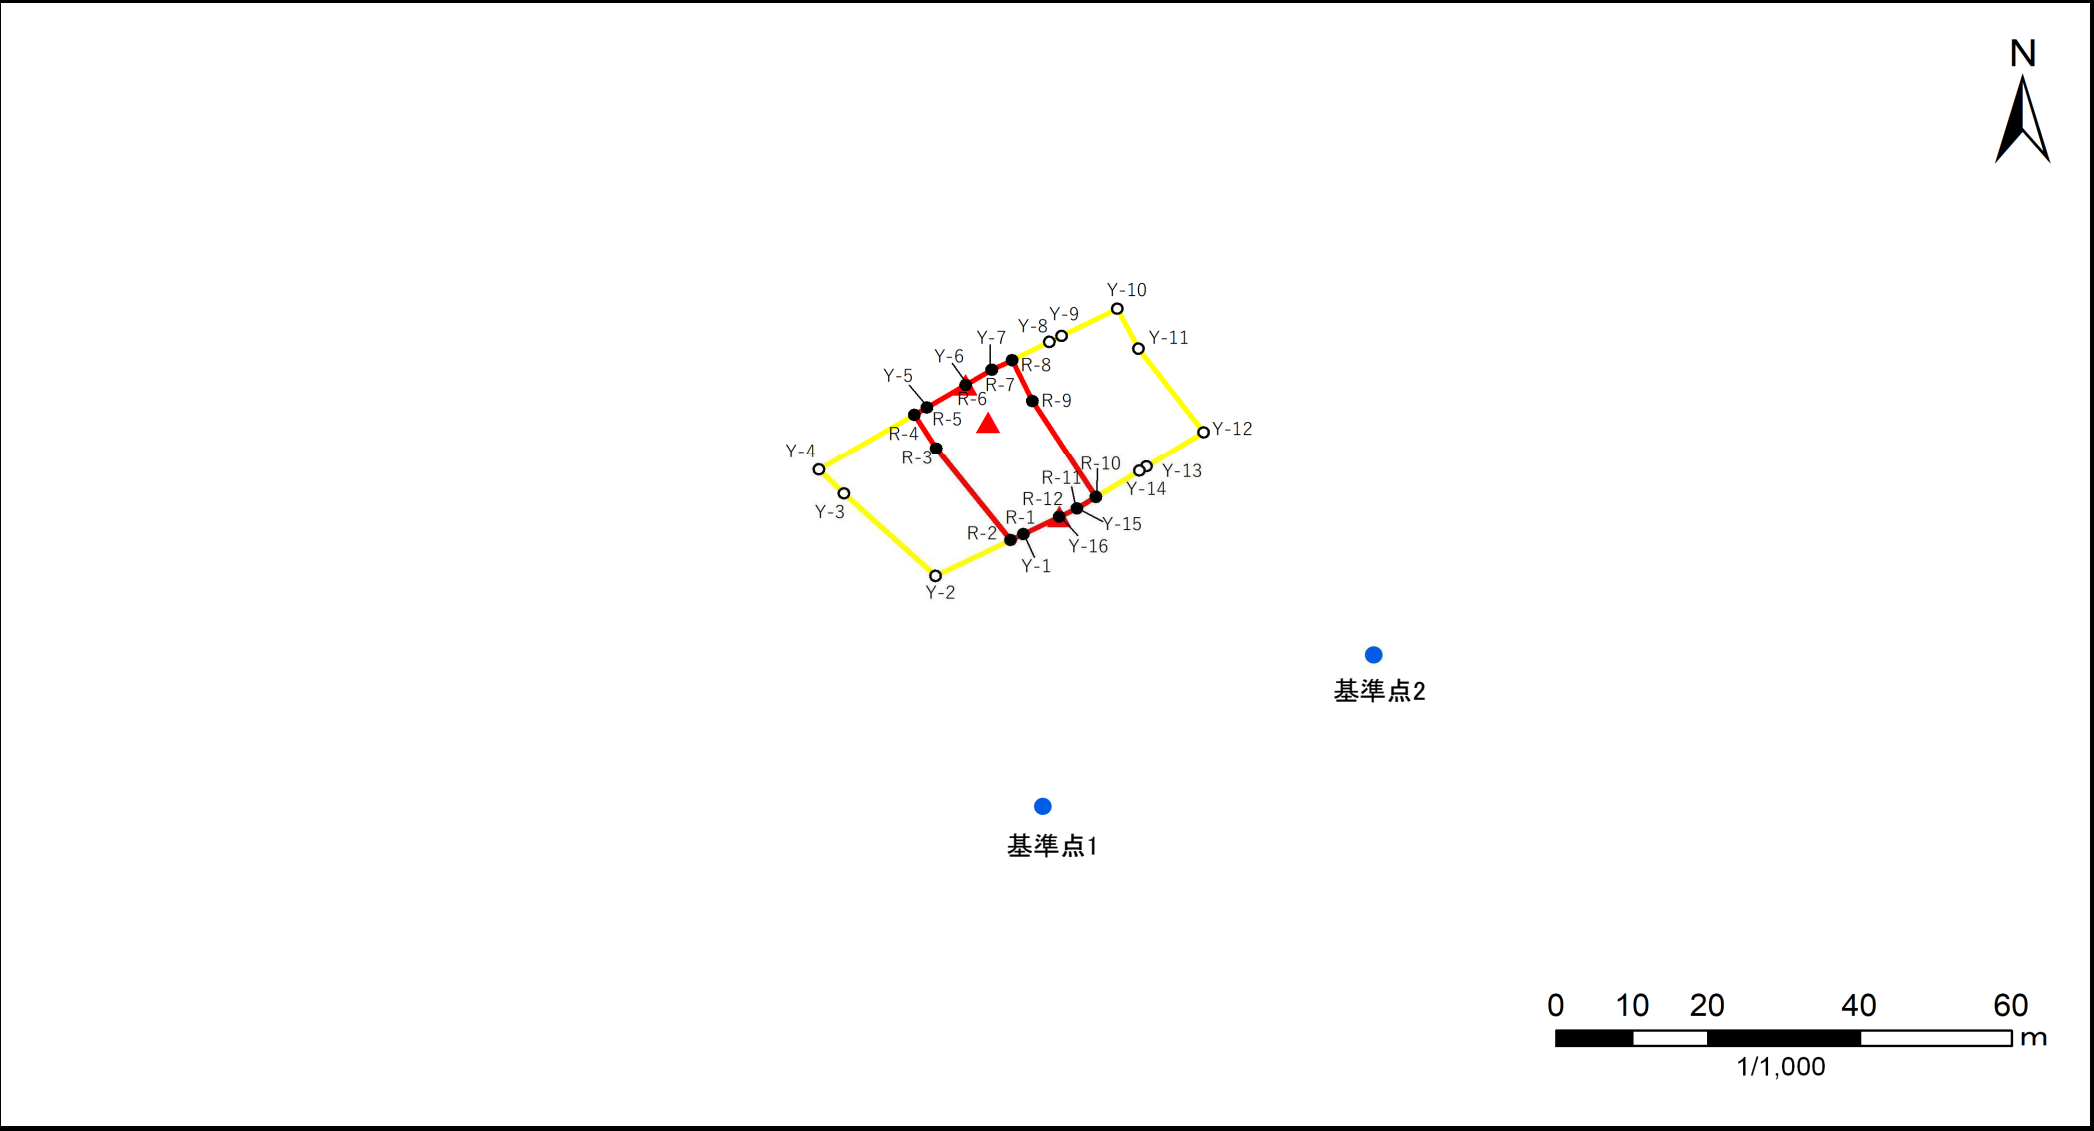 N
Y-10
Y-9
Y-8
Y-7
Y-11
Y-6
R-8
Y-5
R-7
R-6
R-9
R-5
R-4
Y-12
Y-4
R-3
R-10
Y-13
R-11
Y-14
R-12
Y-3
R-1
Y-15
R-2
Y-16
Y-1
Y-2
基準点2
基準点1
0 10 20 40 60
m
1/1,000